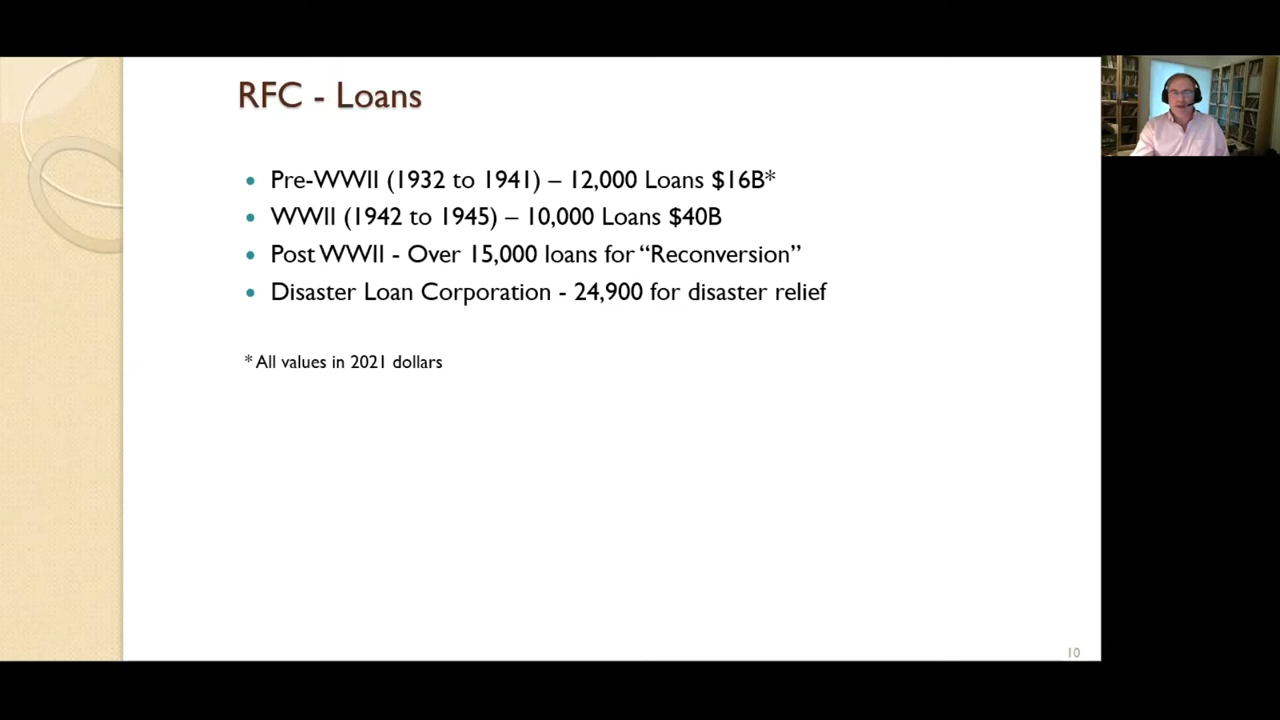 RFC - Loans
• Pre-WWII (1932 to 1941) – 12,000 Loans $16B*
• WWII (1942 to 1945) – 10,000 Loans $40B
• Post WWII - Over 15,000 loans for “Reconversion”
• Disaster Loan Corporation - 24,900 for disaster relief
* All values in 2021 dollars
10